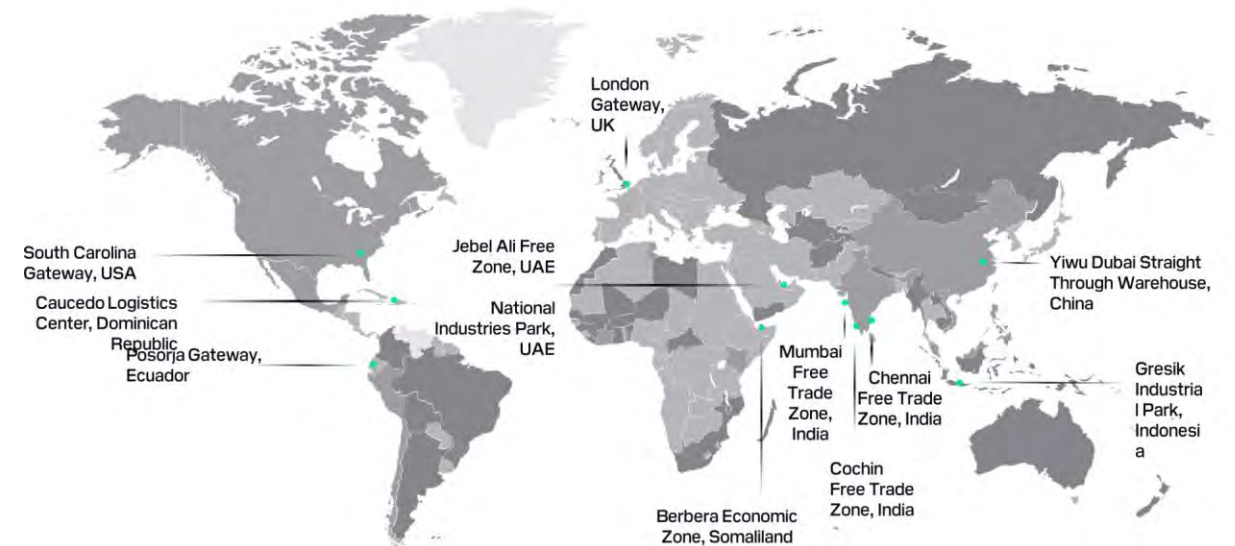 London
Gateway,
UK
South Carolina
Gateway, USA
Jebel Ali Free
Zone, UAE
Yiwu Dubai Straight
Through Warehouse,
China
Caucedo Logistics
Center, Dominican
Republic
National
Industries Park,
UAE
Posorja Gateway,
Ecuador
Mumbai
Free
Trade
Zone,
India
Chennai
Free Trade
Zone, India
Gresik
Industria
l Park,
Indonesi
a
Cochin
Free Trade
Zone, India
Berbera Economic
Zone, Somaliland